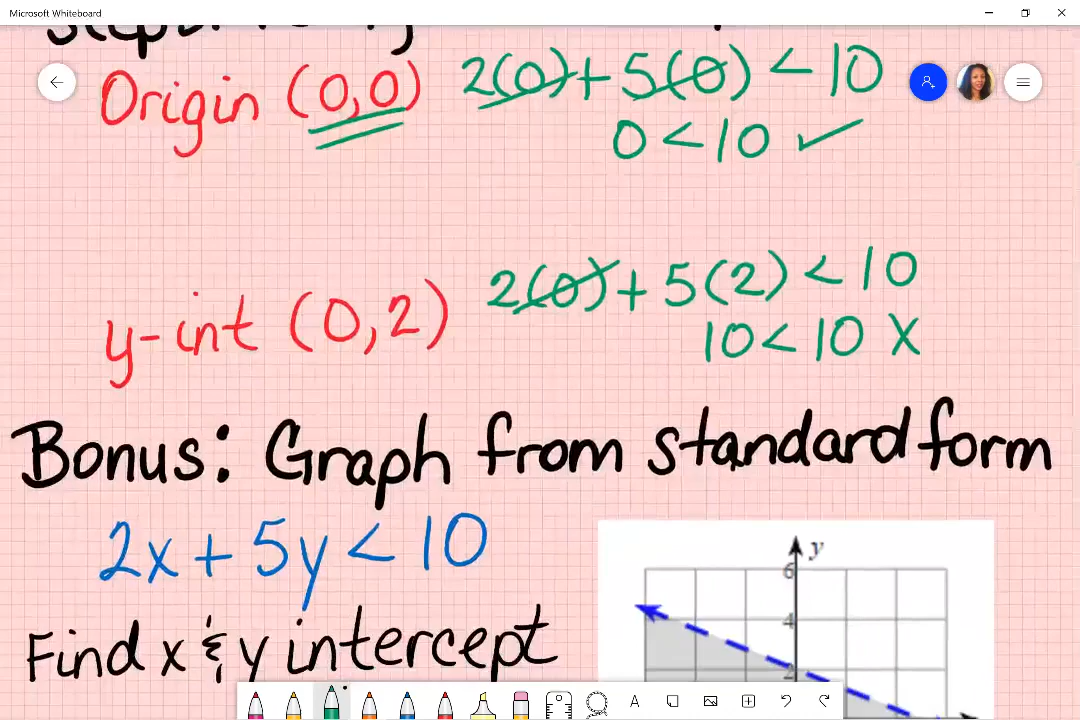 Microsoft Whiteboard
Origin (0,0) 2(0) + 5(0) < 10
0 < 10 ✓
y-int (0,2) 2(0) + 5(2) < 10
10 < 10 X
Bonus: Graph from standard form
2x + 5y < 10
Find x & y intercept
y
6
4
2
A